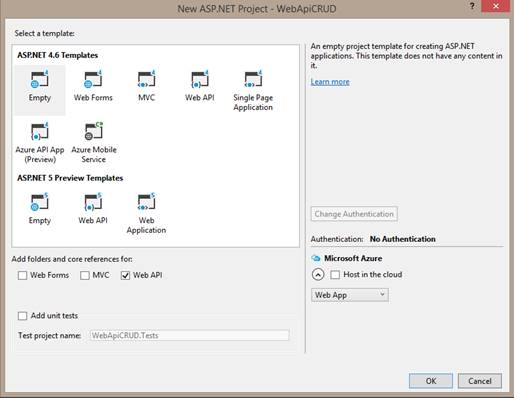 New ASP.NET Project - WebApiCRUD
? ×
Select a template:
ASP.NET 4.6 Templates
Empty
Web Forms
MVC
Web API
Single Page
Application
Azure API App
(Preview)
Azure Mobile
Service
ASP.NET 5 Preview Templates
Empty
Web API
Web
Application
An empty project template for creating ASP.NET
applications. This template does not have any content in
it.
Learn more
Change Authentication
Authentication: No Authentication
Microsoft Azure
Host in the cloud
Web App
Add folders and core references for:
Web Forms MVC Web API
Add unit tests
Test project name: WebApiCRUD.Tests
OK Cancel